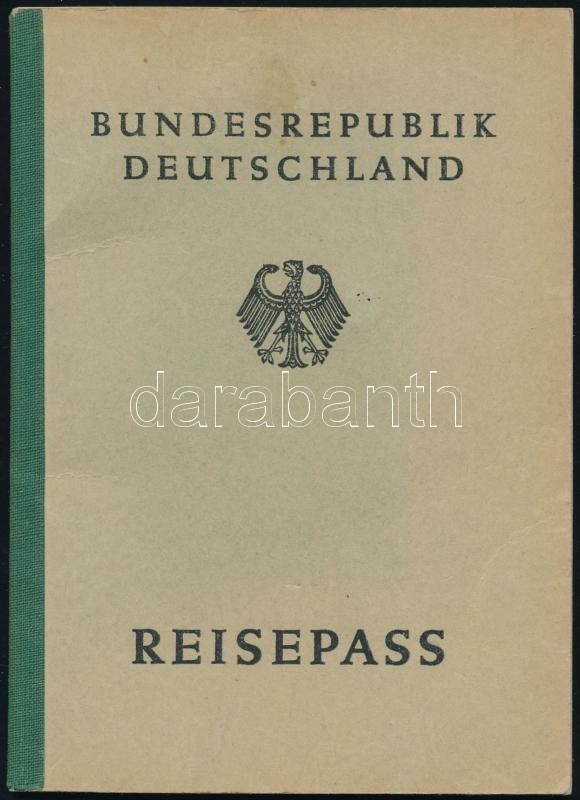 BUNDESREPUBLIK
DEUTSCHLAND
darabanth
REISEPASS